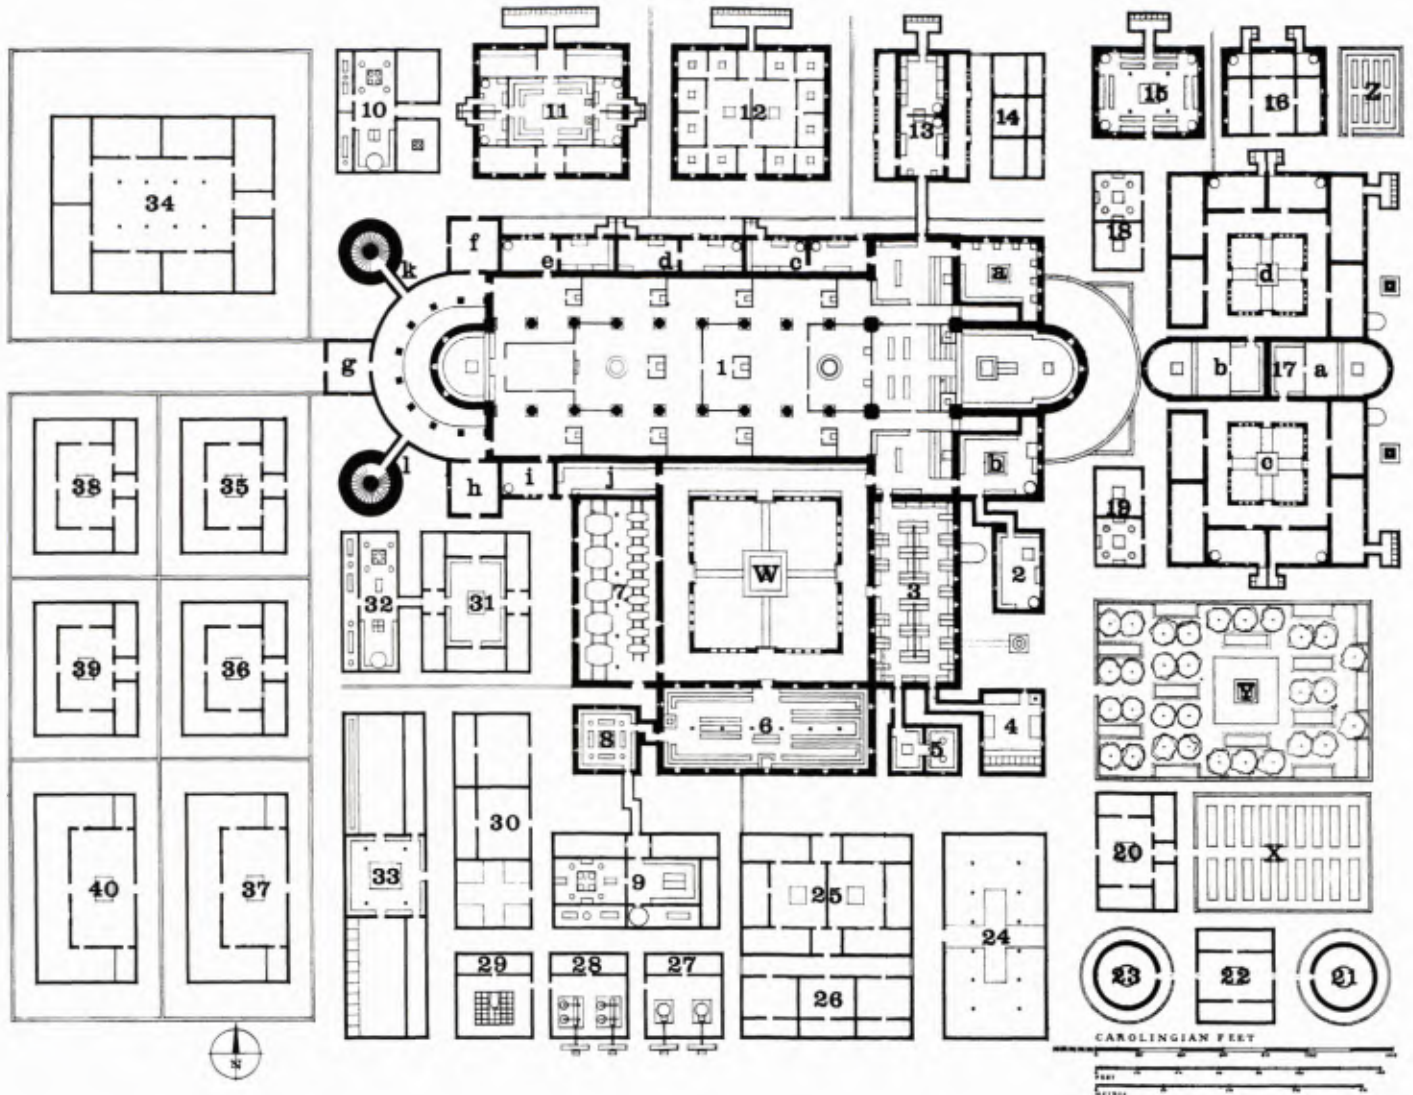 10 11 12 13 14 15 16 Z
34
f k e d c a
18 d
g 1 b 17 a
l h i j b c
38 35 19
7 W 3 2
32 31
39 36 Y
8 6 5 4
30 9 25 24 20 X
33
40 37
29 28 27 26 23 22 21
N
CAROLINGIAN FEET
FEET